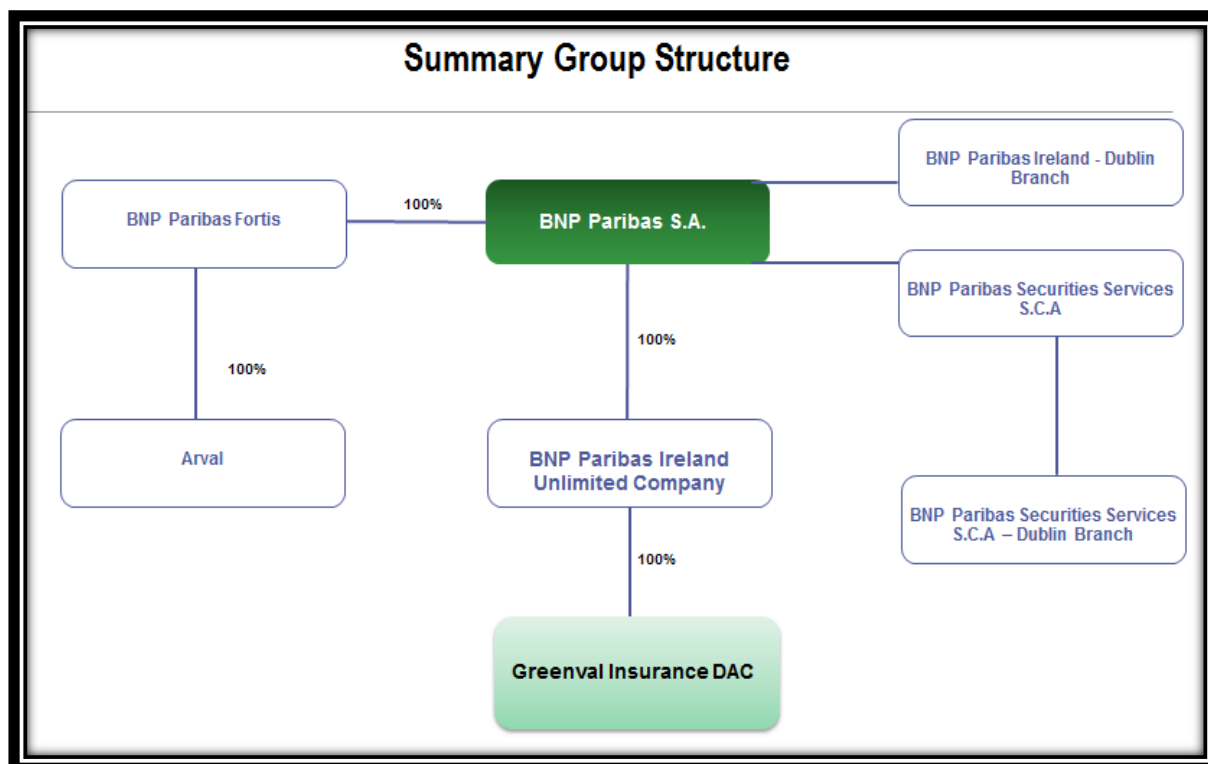 Summary Group Structure
BNP Paribas Ireland - Dublin
Branch
BNP Paribas Fortis
100%
BNP Paribas S.A.
BNP Paribas Securities Services
S.C.A
100%
100%
Arval
BNP Paribas Ireland
Unlimited Company
BNP Paribas Securities Services
S.C.A – Dublin Branch
100%
Greenval Insurance DAC